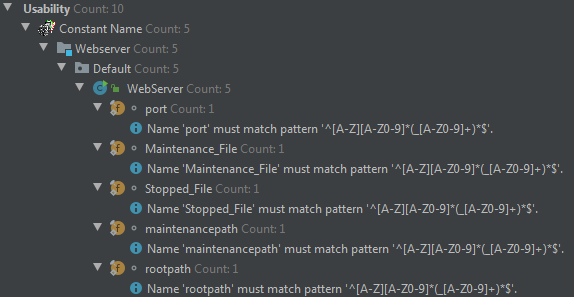 Usability Count: 10
Constant Name Count: 5
Webserver Count: 5
Default Count: 5
WebServer Count: 5
port Count: 1
Name 'port' must match pattern '^[A-Z][A-Z0-9]*(_[A-Z0-9]+)*$'.
Maintenance_File Count: 1
Name 'Maintenance_File' must match pattern '^[A-Z][A-Z0-9]*(_[A-Z0-9]+)*$'.
Stopped_File Count: 1
Name 'Stopped_File' must match pattern '^[A-Z][A-Z0-9]*(_[A-Z0-9]+)*$'.
maintenancepath Count: 1
Name 'maintenancepath' must match pattern '^[A-Z][A-Z0-9]*(_[A-Z0-9]+)*$'.
rootpath Count: 1
Name 'rootpath' must match pattern '^[A-Z][A-Z0-9]*(_[A-Z0-9]+)*$'.